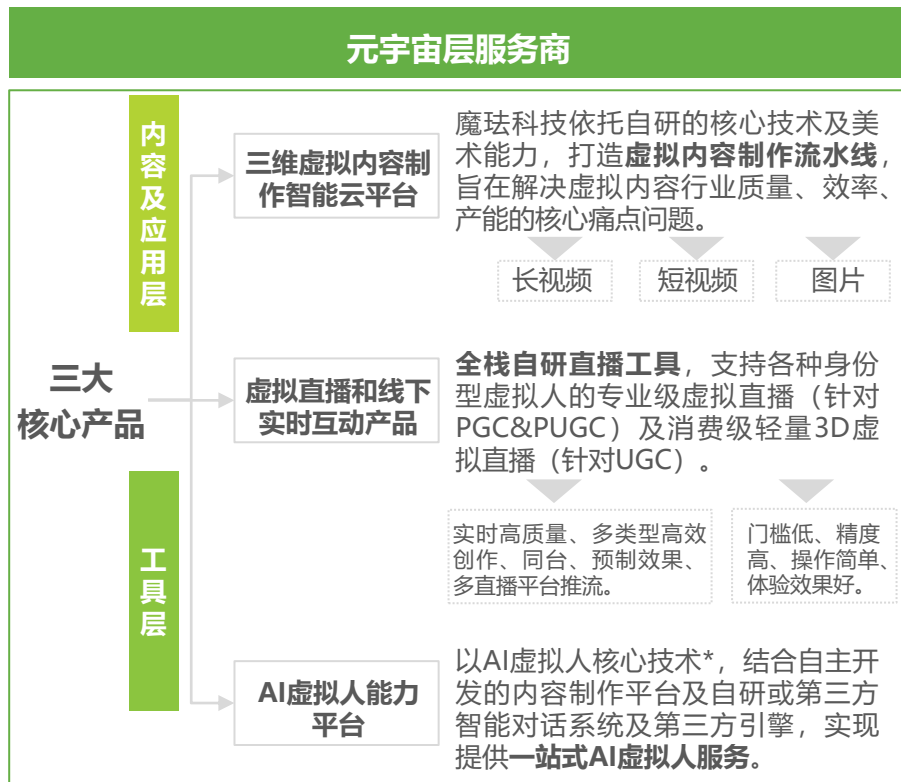 元宇宙层服务商
内容及应用层
三维虚拟内容制
作智能云平台
魔珐科技依托自研的核心技术及美
术能力，打造虚拟内容制作流水线，
旨在解决虚拟内容行业质量、效率、
产能的核心痛点问题。
长视频
短视频
图片
三大
核心产品
虚拟直播和线下
实时互动产品
全栈自研直播工具，支持各种身份
型虚拟人的专业级虚拟直播（针对
PGC&PUGC）及消费级轻量3D虚
拟直播（针对UGC）。
实时高质量、多类型高效
创作、同台、预制效果、
多直播平台推流。
门槛低、精度
高、操作简单、
体验效果好。
工具层
AI虚拟人能力
平台
以AI虚拟人核心技术*，结合自主开
发的内容制作平台及自研或第三方
智能对话系统及第三方引擎，实现
提供一站式AI虚拟人服务。